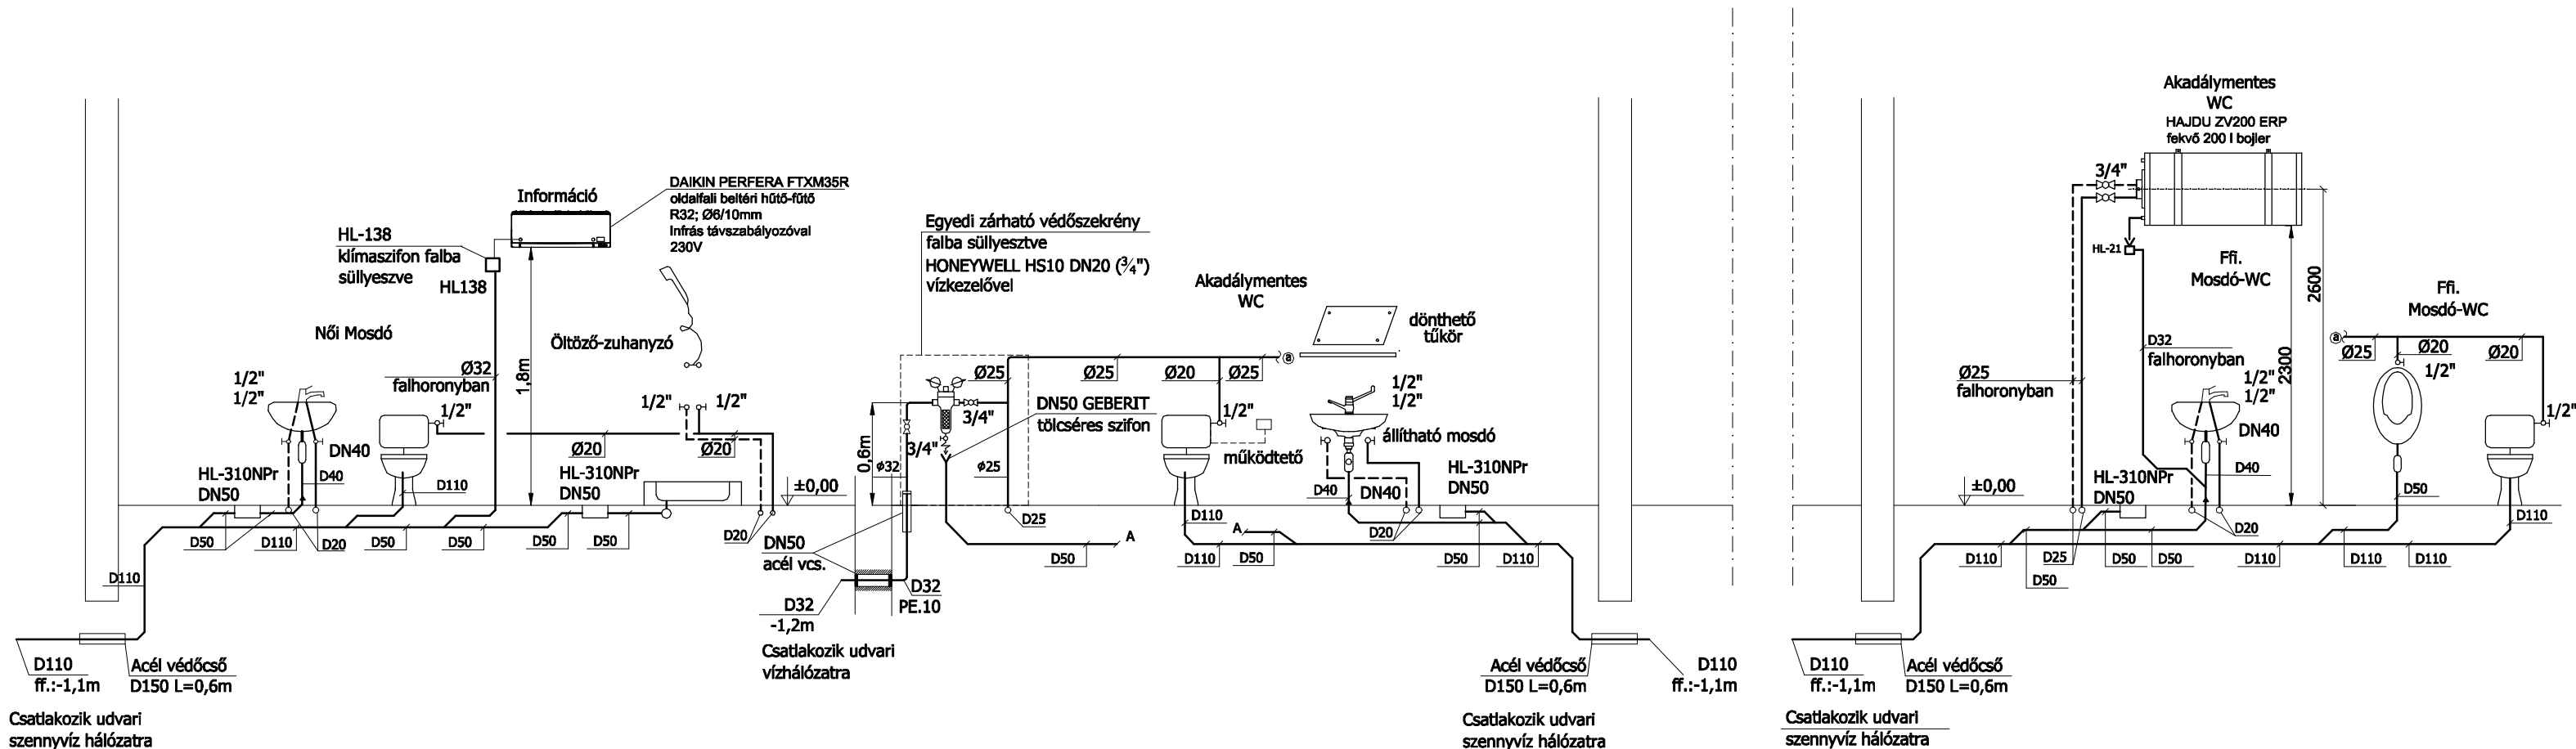 Információ
DAIKIN PERFERA FTXM35R
oldalfali beltéri hűtő-fűtő
R32; Ø6/10mm
Infrás távszabályozóval
230V
HL-138
klímaszifon falba
süllyeszve
HL138
Női Mosdó
Öltöző-zuhanyzó
1,8m
Ø32
falhoronyban
1/2"
1/2"
DN40
1/2"
1/2"
1/2"
Ø20
Ø20
HL-310NPr
DN50
D40
D110
HL-310NPr
DN50
±0,00
D50
D110
D20
D50
D50
D50
D50
D20
D110
D110
ff.:-1,1m
Acél védőcső
D150 L=0,6m
Csatlakozik udvari
szennyvíz hálózatra
Egyedi zárható védőszekrény
falba süllyesztve
HONEYWELL HS10 DN20 (3/4")
vízkezelővel
Akadálymentes
WC
dönthető
tűkör
Ø25
Ø25
Ø20
Ø25
a
0,6m
3/4"
3/4"
DN50 GEBERIT
tölcséres szifon
1/2"
1/2"
1/2"
állítható mosdó
működtető
ø32
ø25
HL-310NPr
DN50
D40
DN40
D25
D110
D20
DN50
acél vcs.
A
D50
A
D110
D50
D50
D110
D32
-1,2m
D32
PE.10
Csatlakozik udvari
vízhálózatra
Acél védőcső
D150 L=0,6m
D110
ff.:-1,1m
Csatlakozik udvari
szennyvíz hálózatra
Akadálymentes
WC
HAJDU ZV200 ERP
fekvő 200 l bojler
3/4"
HL-21
Ffi.
Mosdó-WC
2600
2300
Ffi.
Mosdó-WC
a
Ø25
Ø20
Ø20
1/2"
1/2"
D32
falhoronyban
Ø25
falhoronyban
1/2"
1/2"
DN40
HL-310NPr
DN50
D40
D50
±0,00
D20
D110
D110
D50
D25
D50
D50
D110
D110
D110
D110
ff.:-1,1m
Acél védőcső
D150 L=0,6m
Csatlakozik udvari
szennyvíz hálózatra